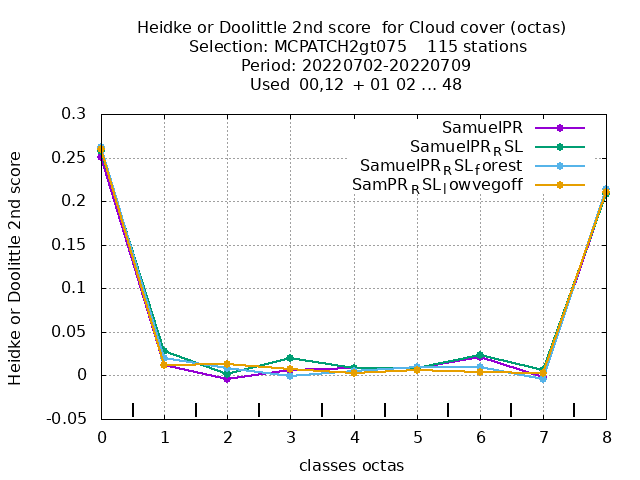 Heidke or Doolittle 2nd score  for Cloud cover (octas)
Selection: MCPATCH2gt075    115 stations
Period: 20220702-20220709
Used  00,12  + 01 02 ... 48
Heidke or Doolittle 2nd score
0.3
0.25
0.2
0.15
0.1
0.05
0
-0.05
SamuelPR
SamuelPR_RSL
SamuelPR_RSL_forest
SamPR_RSL_lowvegoff
0 1 2 3 4 5 6 7 8
classes octas